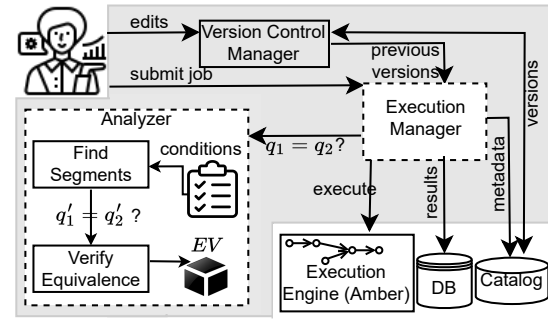 edits
Version Control
Manager
previous
versions
submit job
versions
Analyzer
Execution
Manager
Find
Segments
conditions
q₁ = q₂?
metadata
execute
results
q′₁ = q′₂ ?
Verify
Equivalence
EV
Execution
Engine (Amber)
DB
Catalog